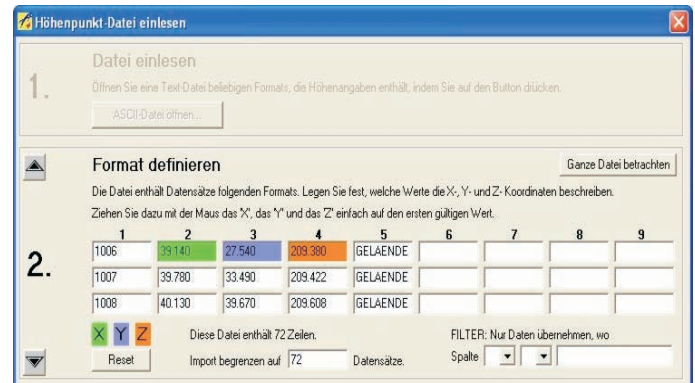 Höhenpunkt-Datei einlesen
1.
Datei einlesen
Öffnen Sie eine Text-Datei beliebigen Formats, die Höhenangaben enthält, indem Sie auf den Button drücken.
ASCII-Datei öffnen...
2.
Format definieren
Ganze Datei betrachten
Die Datei enthält Datensätze folgenden Formats. Legen Sie fest, welche Werte die X-, Y- und Z- Koordinaten beschreiben.
Ziehen Sie dazu mit der Maus das 'X', das 'Y' und das 'Z' einfach auf den ersten gültigen Wert.
1 2 3 4 5 6 7 8 9
1006 39.140 27.540 209.380 GELAENDE
1007 39.780 33.490 209.422 GELAENDE
1008 40.130 39.670 209.608 GELAENDE
X Y Z Diese Datei enthält 72 Zeilen. FILTER: Nur Daten übernehmen, wo
Reset Import begrenzen auf 72 Datensätze. Spalte